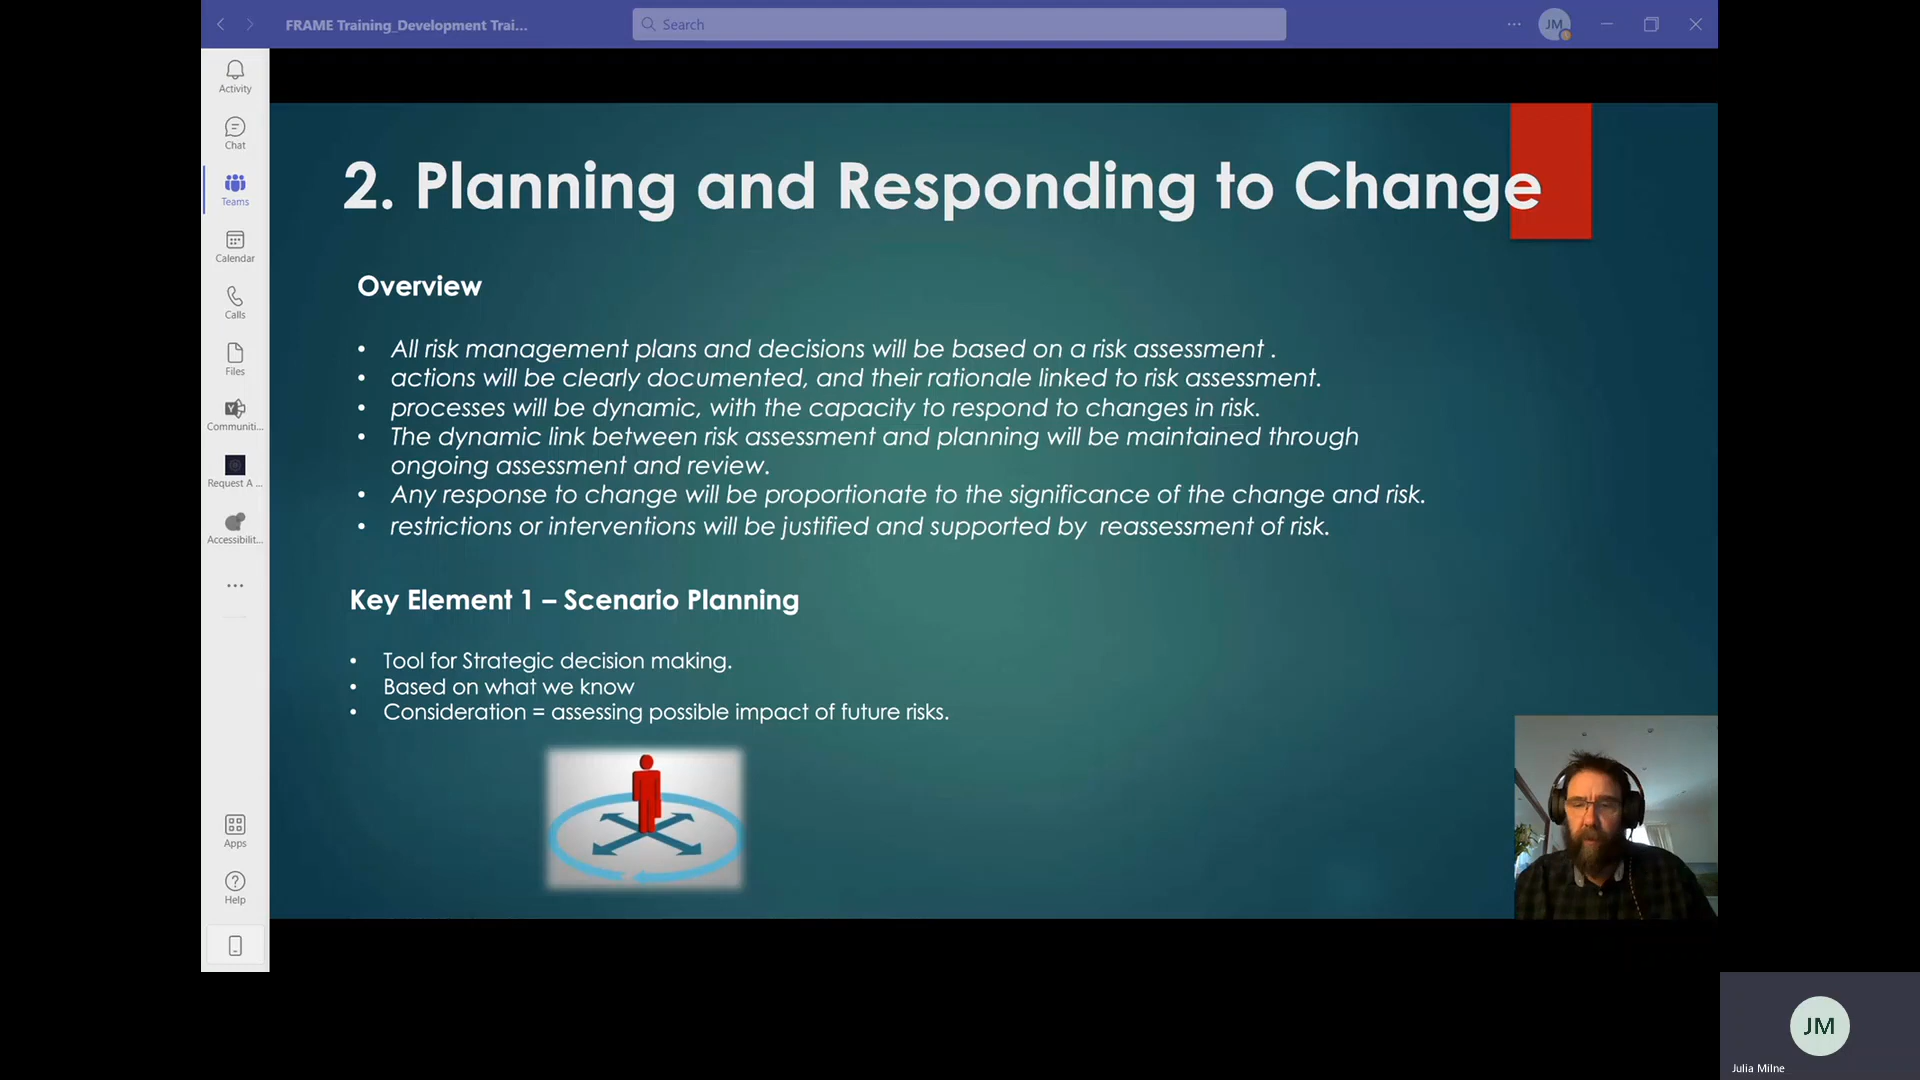 FRAME Training_Development Trai...
Search
JM
Activity
Chat
Teams
Calendar
Calls
Files
Communiti...
Request A ...
Accessibilit...
Apps
Help
2. Planning and Responding to Change
Overview
• All risk management plans and decisions will be based on a risk assessment .
• actions will be clearly documented, and their rationale linked to risk assessment.
• processes will be dynamic, with the capacity to respond to changes in risk.
• The dynamic link between risk assessment and planning will be maintained through
ongoing assessment and review.
• Any response to change will be proportionate to the significance of the change and risk.
• restrictions or interventions will be justified and supported by  reassessment of risk.
Key Element 1 – Scenario Planning
• Tool for Strategic decision making.
• Based on what we know
• Consideration = assessing possible impact of future risks.
JM
Julia Milne